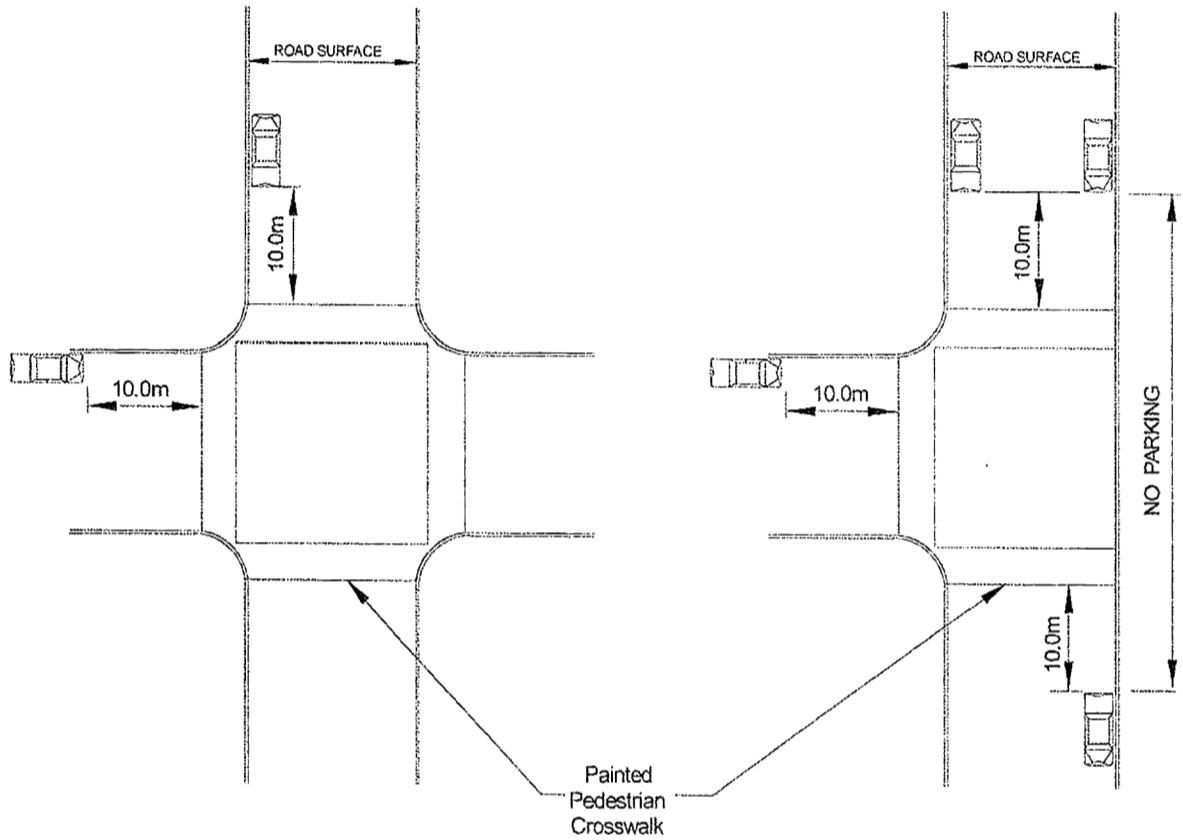 ROAD SURFACE
10.0m
10.0m
ROAD SURFACE
10.0m
10.0m
NO PARKING
10.0m
Painted
Pedestrian
Crosswalk